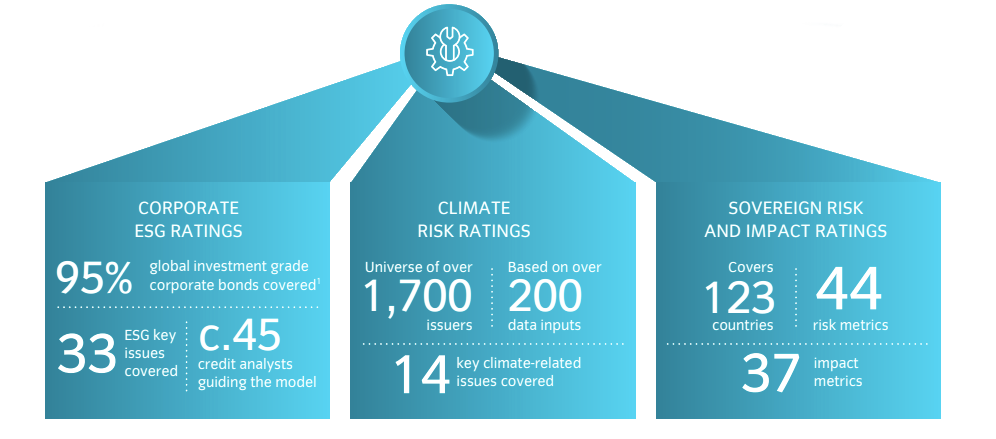 CORPORATE
ESG RATINGS
95%
global investment grade
corporate bonds covered¹
33
ESG key
issues
covered
c.45
credit analysts
guiding the model
CLIMATE
RISK RATINGS
Universe of over
1,700
issuers
Based on over
200
data inputs
14
key climate-related
issues covered
SOVEREIGN RISK
AND IMPACT RATINGS
Covers
123
countries
44
risk metrics
37
impact
metrics